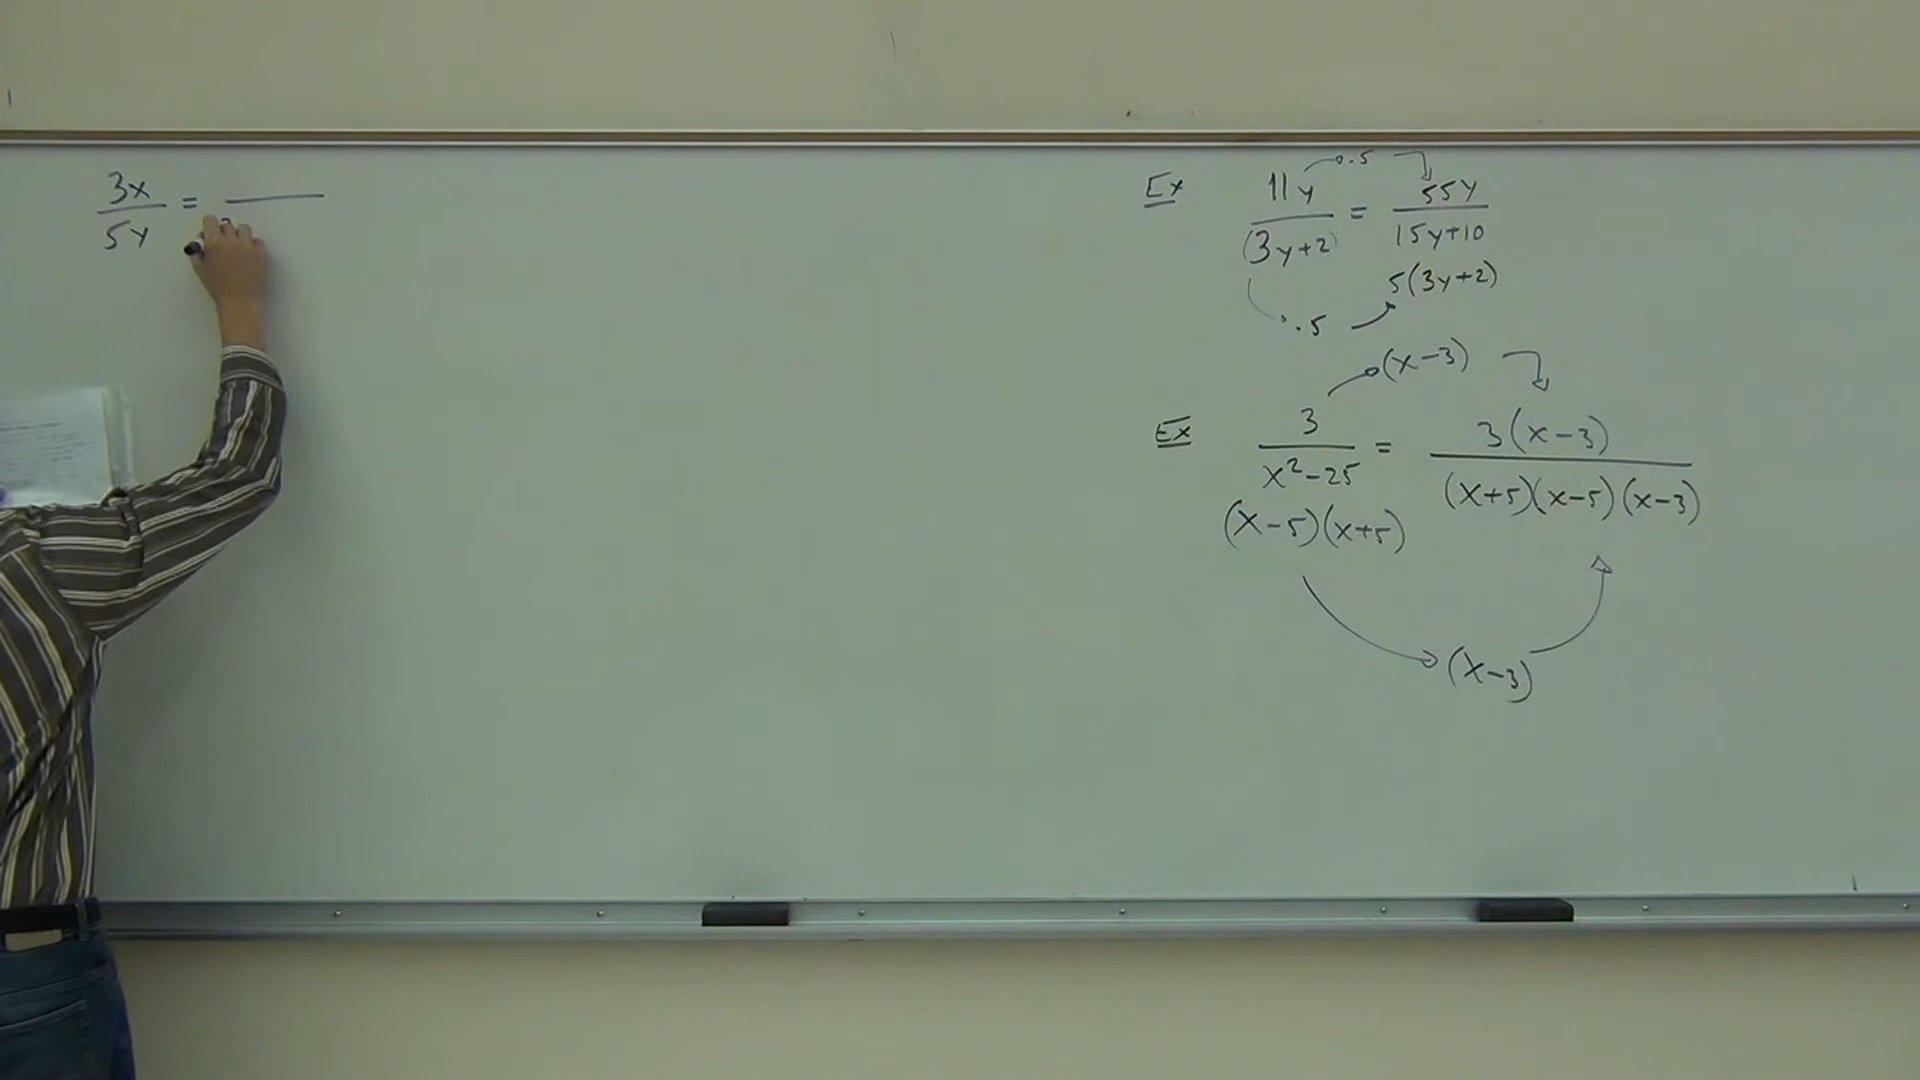 3x/5y = ___
Ex 11y/(3y+2) = 55y/15y+10
·5
5(3y+2)
·5
(x-3)
Ex 3/x²-25 = 3(x-3)/(x+5)(x-5)(x-3)
(x-5)(x+5)
(x-3)